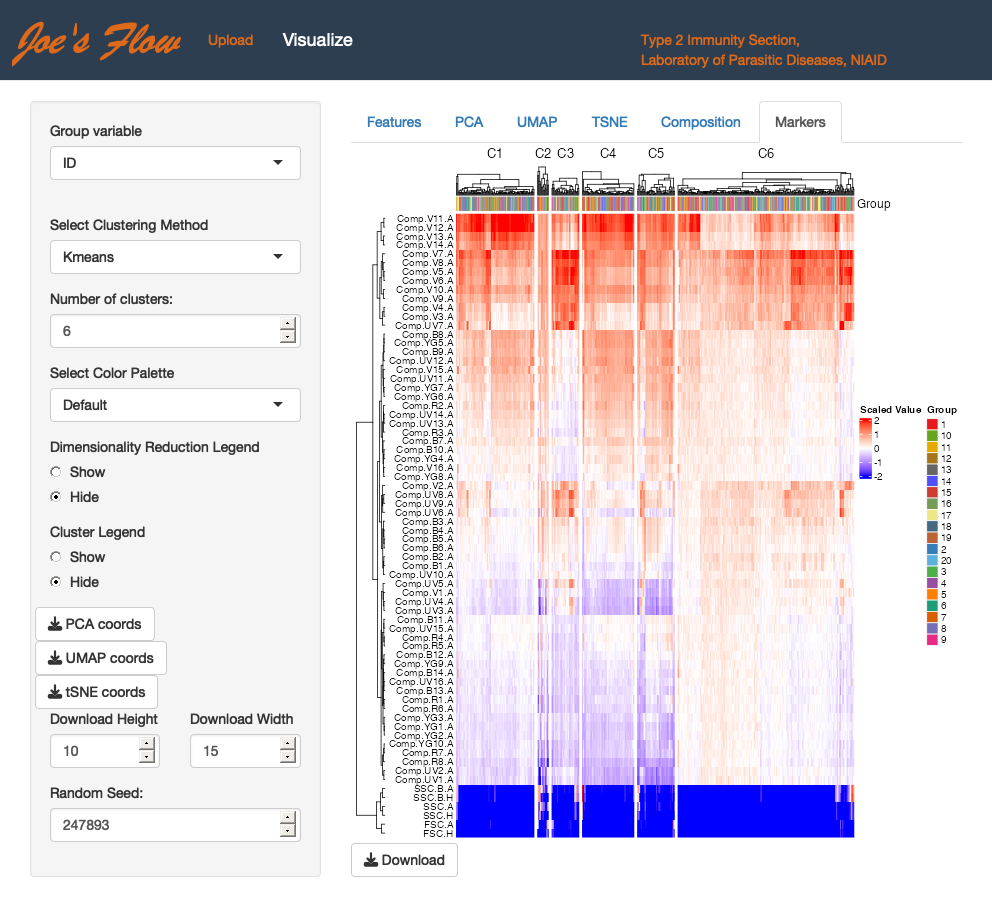 Joe's Flow
Upload
Visualize
Type 2 Immunity Section,
Laboratory of Parasitic Diseases, NIAID
Group variable
ID
Select Clustering Method
Kmeans
Number of clusters:
6
Select Color Palette
Default
Dimensionality Reduction Legend
Show
Hide
Cluster Legend
Show
Hide
PCA coords
UMAP coords
tSNE coords
Download Height
Download Width
10
15
Random Seed:
247893
Features
PCA
UMAP
TSNE
Composition
Markers
C1
C2
C3
C4
C5
C6
Group
Comp.V11.A
Comp.V12.A
Comp.V13.A
Comp.V14.A
Comp.V7.A
Comp.V8.A
Comp.V5.A
Comp.V6.A
Comp.V10.A
Comp.V9.A
Comp.V4.A
Comp.V3.A
Comp.UV7.A
Comp.B8.A
Comp.YG5.A
Comp.B9.A
Comp.UV12.A
Comp.V15.A
Comp.UV11.A
Comp.YG7.A
Comp.YG6.A
Comp.R2.A
Comp.UV14.A
Comp.UV13.A
Comp.R3.A
Comp.B7.A
Comp.B10.A
Comp.YG4.A
Comp.V16.A
Comp.YG8.A
Comp.V2.A
Comp.UV8.A
Comp.UV9.A
Comp.UV6.A
Comp.B3.A
Comp.B4.A
Comp.B5.A
Comp.B6.A
Comp.B2.A
Comp.B1.A
Comp.UV10.A
Comp.UV5.A
Comp.V1.A
Comp.UV4.A
Comp.UV3.A
Comp.B11.A
Comp.UV15.A
Comp.R4.A
Comp.R5.A
Comp.B12.A
Comp.YG9.A
Comp.B14.A
Comp.UV16.A
Comp.B13.A
Comp.R1.A
Comp.R6.A
Comp.YG3.A
Comp.YG1.A
Comp.YG2.A
Comp.YG10.A
Comp.R7.A
Comp.R8.A
Comp.UV2.A
Comp.UV1.A
SSC.B.A
SSC.B.H
SSC.A
SSC.H
FSC.A
FSC.H
Scaled Value
2
1
0
-1
-2
Group
1
10
11
12
13
14
15
16
17
18
19
2
20
3
4
5
6
7
8
9
Download